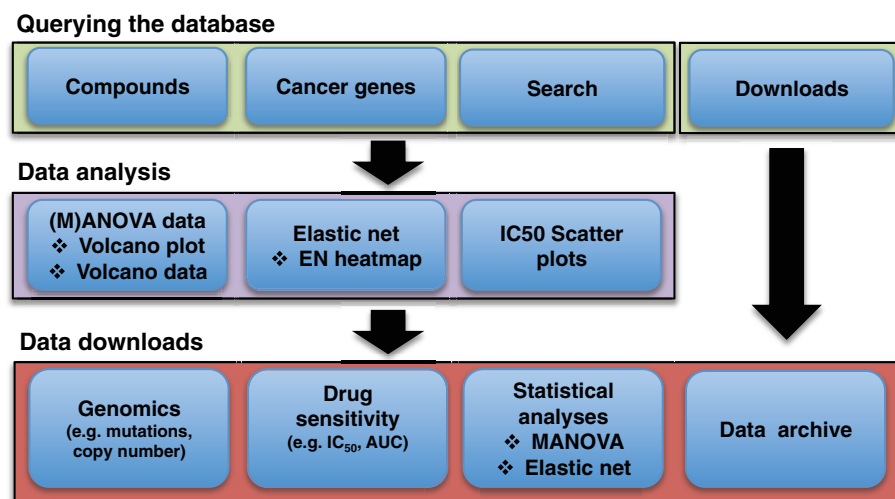 Querying the database
Compounds
Cancer genes
Search
Downloads
Data analysis
(M)ANOVA data
❖ Volcano plot
❖ Volcano data
Elastic net
❖ EN heatmap
IC50 Scatter
plots
Data downloads
Genomics
(e.g. mutations,
copy number)
Drug
sensitivity
(e.g. IC₅₀, AUC)
Statistical
analyses
❖ MANOVA
❖ Elastic net
Data archive